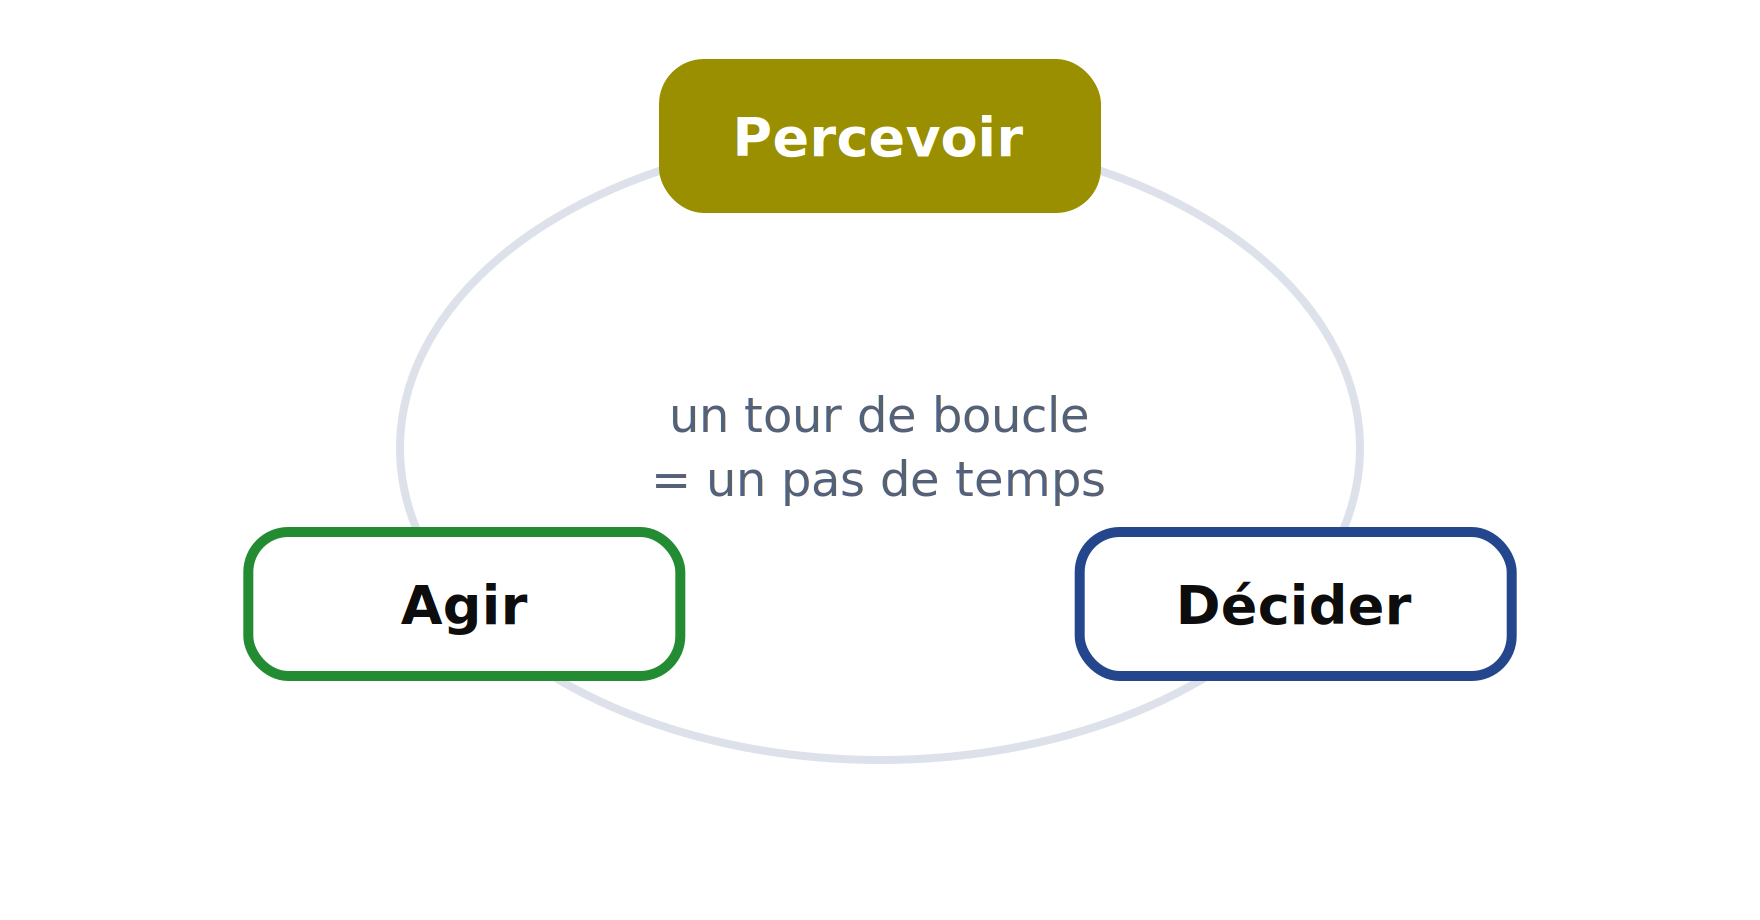 Percevoir
un tour de boucle
= un pas de temps
Agir
Décider